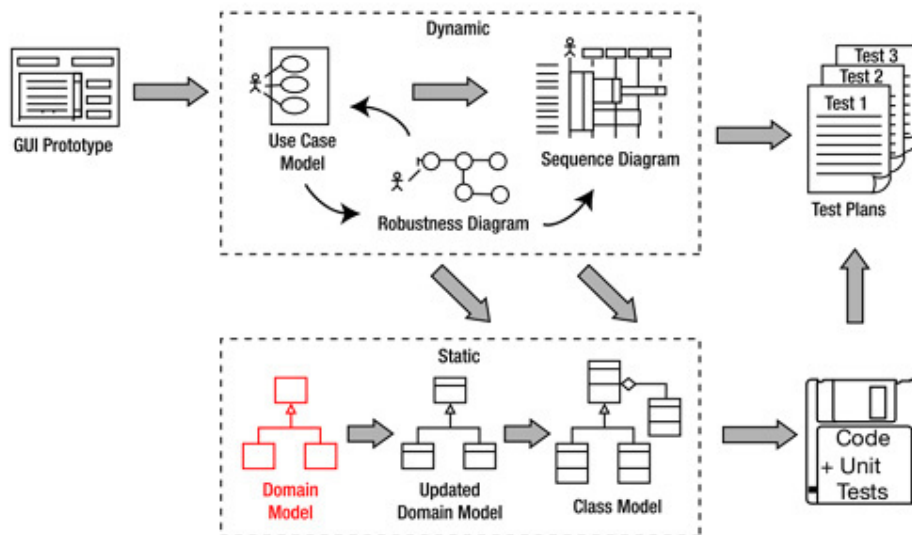 Dynamic
GUI Prototype
Use Case
Model
Robustness Diagram
Sequence Diagram
Test 3
Test 2
Test 1
Test Plans
Static
Domain
Model
Updated
Domain Model
Class Model
Code
+ Unit
Tests